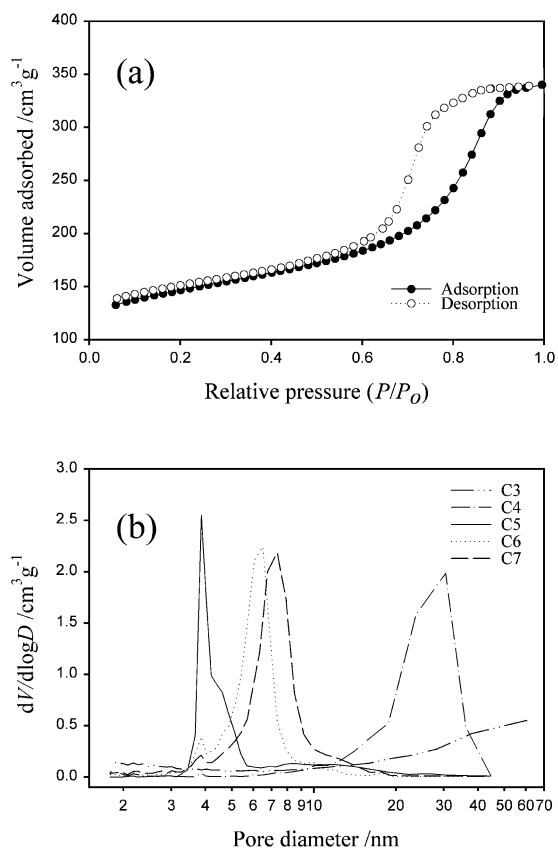 400
350
300
250
200
150
100
Volume adsorbed /cm³g⁻¹
(a)
Adsorption
Desorption
0.0 0.2 0.4 0.6 0.8 1.0
Relative pressure (P/Po)
3.0
2.5
2.0
1.5
1.0
0.5
0.0
dV/dlogD /cm³g⁻¹
(b)
C3
C4
C5
C6
C7
2 3 4 5 6 7 8 910 20 30 40 50 60 70
Pore diameter /nm